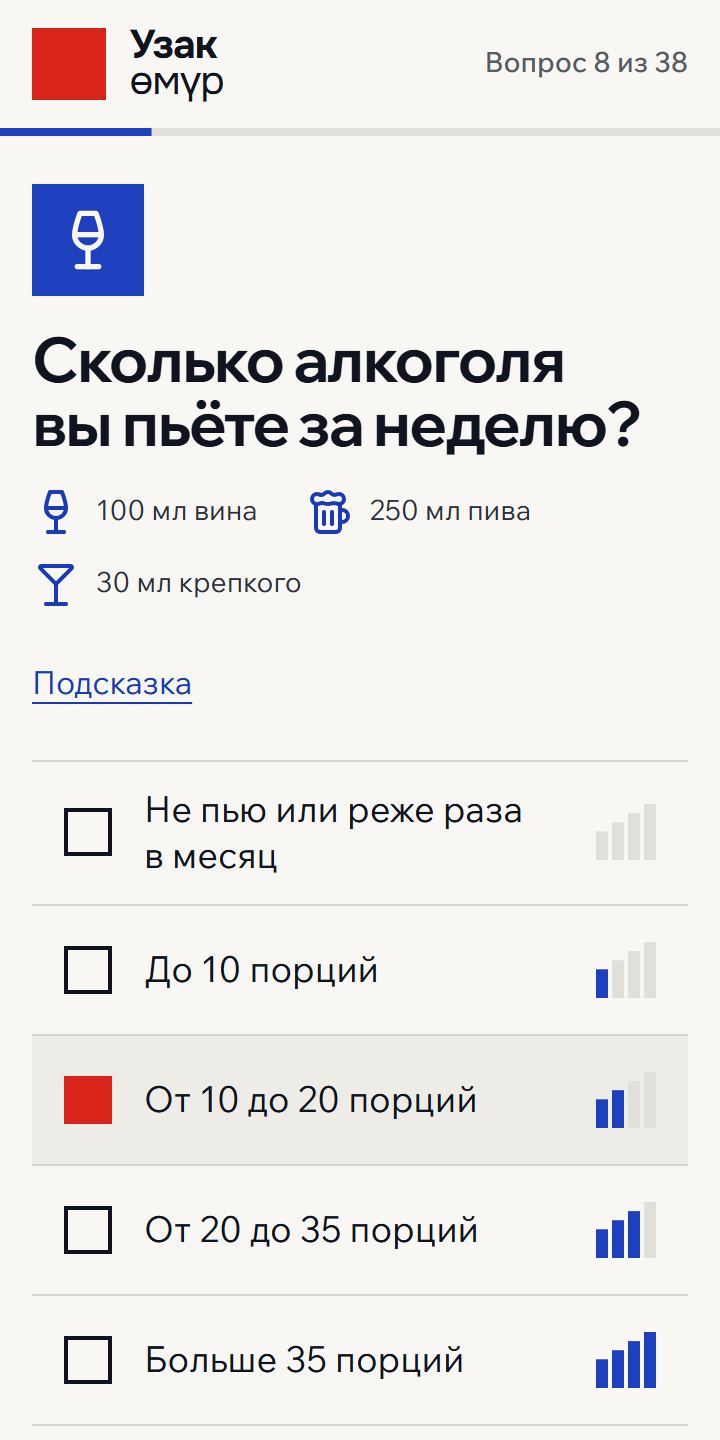 Узак
өмүр
Вопрос 8 из 38
Сколько алкоголя
вы пьёте за неделю?
100 мл вина
250 мл пива
30 мл крепкого
Подсказка
Не пью или реже раза
в месяц
До 10 порций
От 10 до 20 порций
От 20 до 35 порций
Больше 35 порций